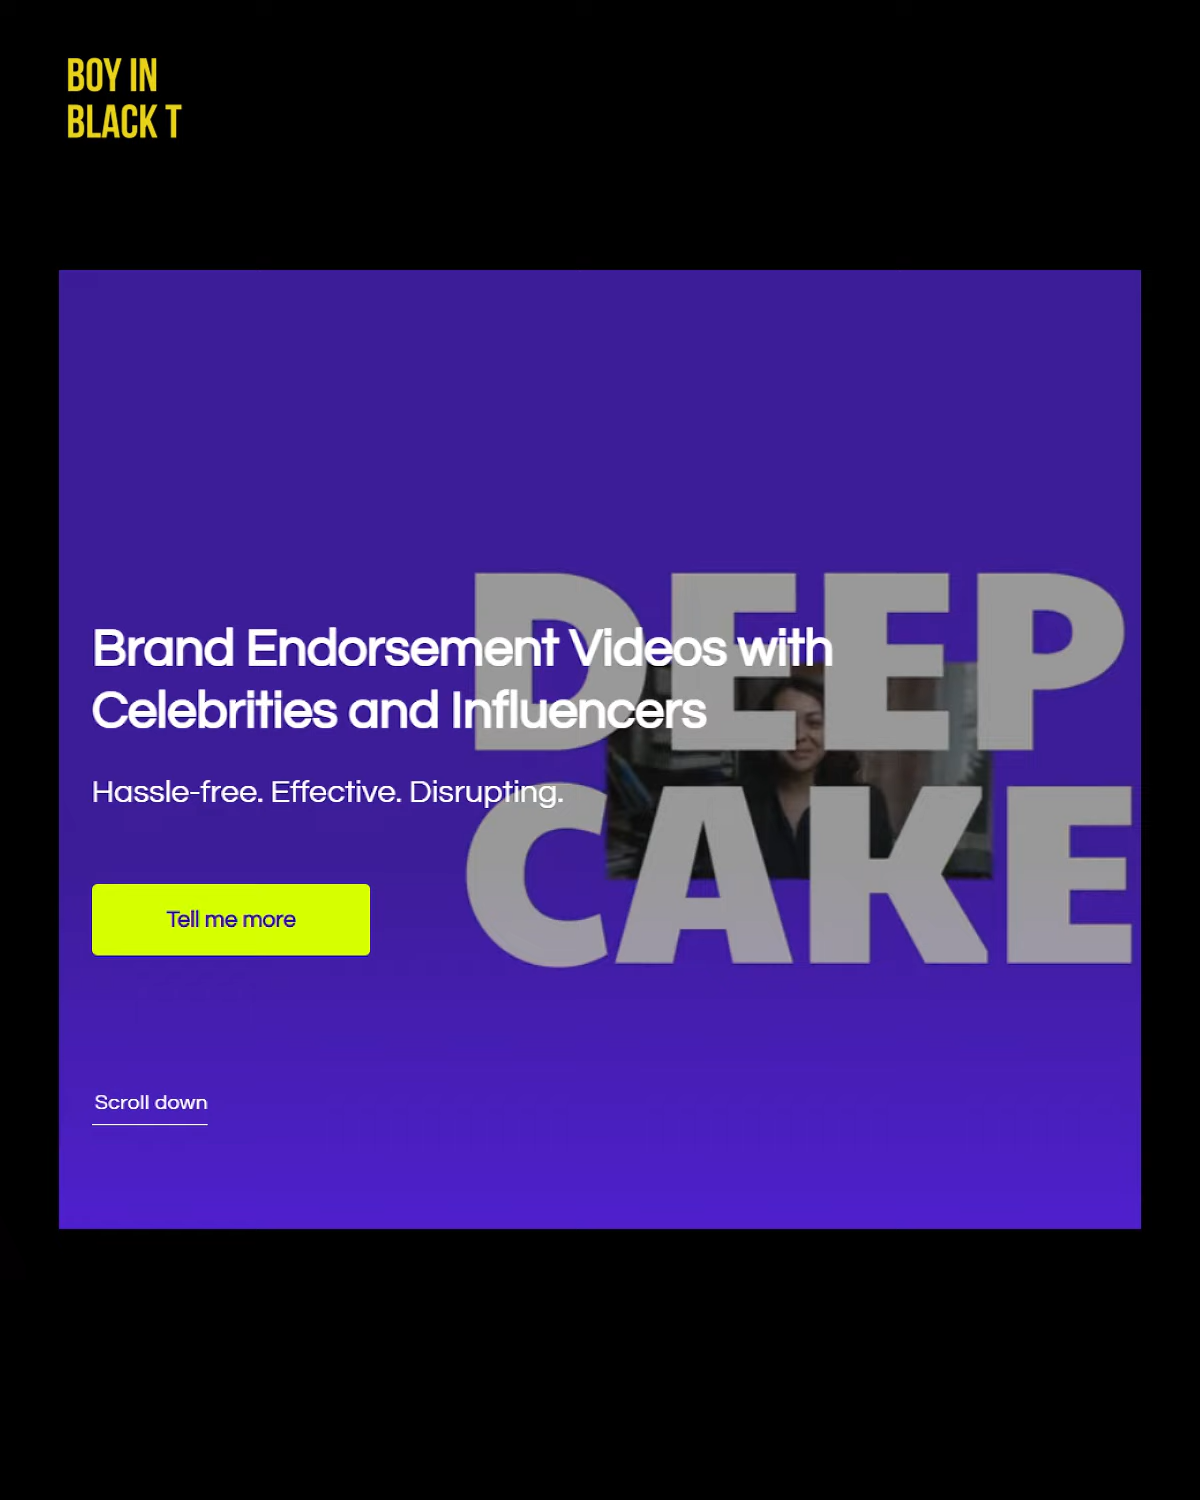 BOY IN
BLACK T
DEEP
Brand Endorsement Videos with
Celebrities and Influencers
Hassle-free. Effective. Disrupting.
CAKE
Tell me more
Scroll down